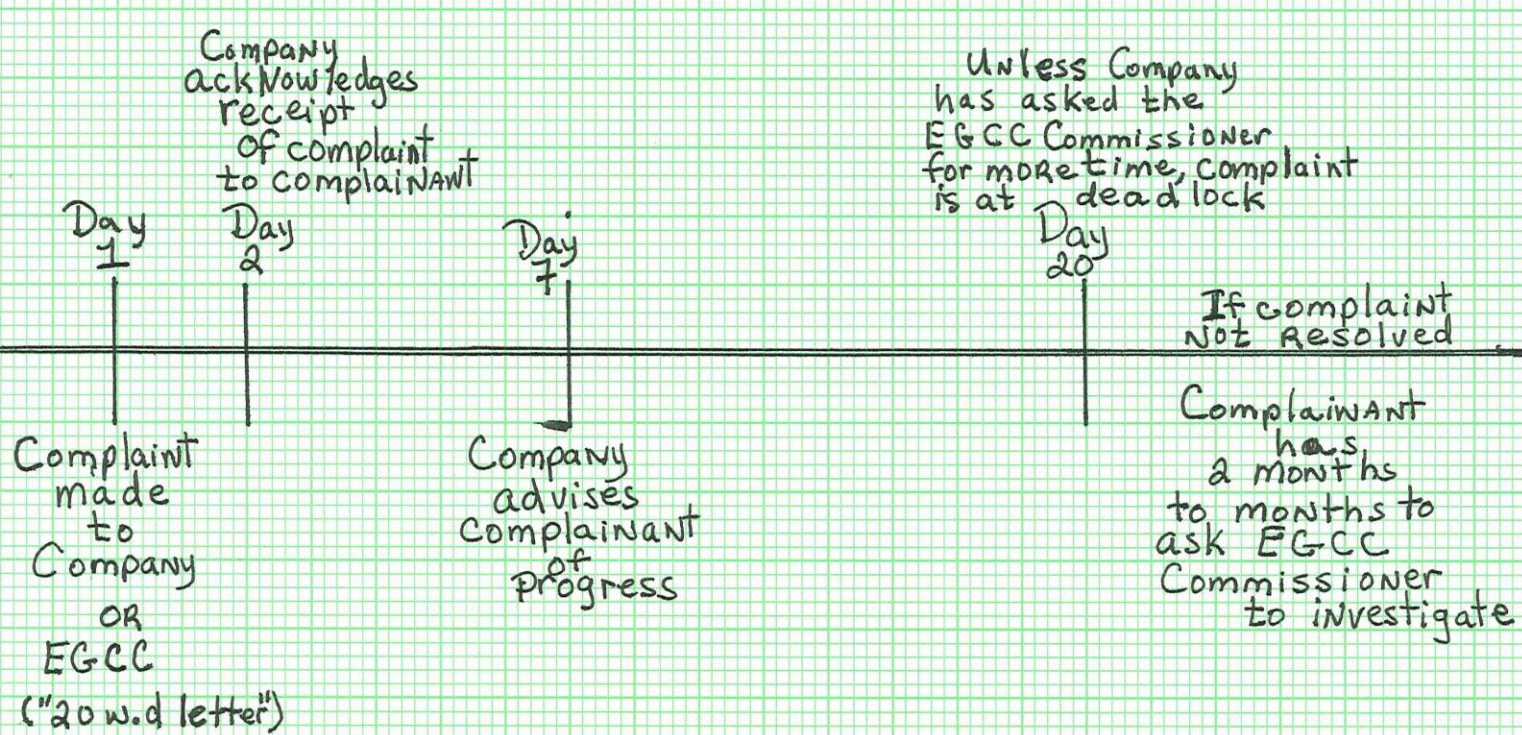 Company
acknowledges
receipt
of complaint
to complainant
Day
1
Day
2
Day
7
Unless Company
has asked the
EGCC Commissioner
for more time, complaint
is at deadlock
Day
20
If complaint
not resolved
Complaint
made
to
Company
OR
EGCC
("20 w.d letter")
Company
advises
complainant
of
progress
Complainant
has
2 months
to months to
ask EGCC
Commissioner
to investigate